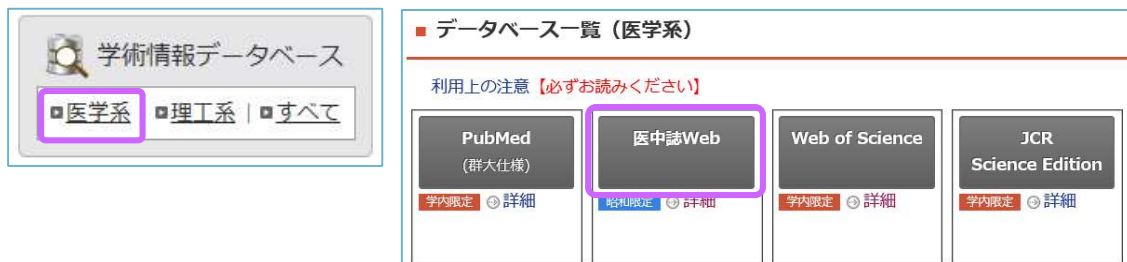 学術情報データベース
医学系 理工系 | すべて
データベース一覧（医学系）
利用上の注意【必ずお読みください】
PubMed
(群大仕様)
学内限定 詳細
医中誌Web
昭和限定 詳細
Web of Science
学内限定 詳細
JCR
Science Edition
学内限定 詳細